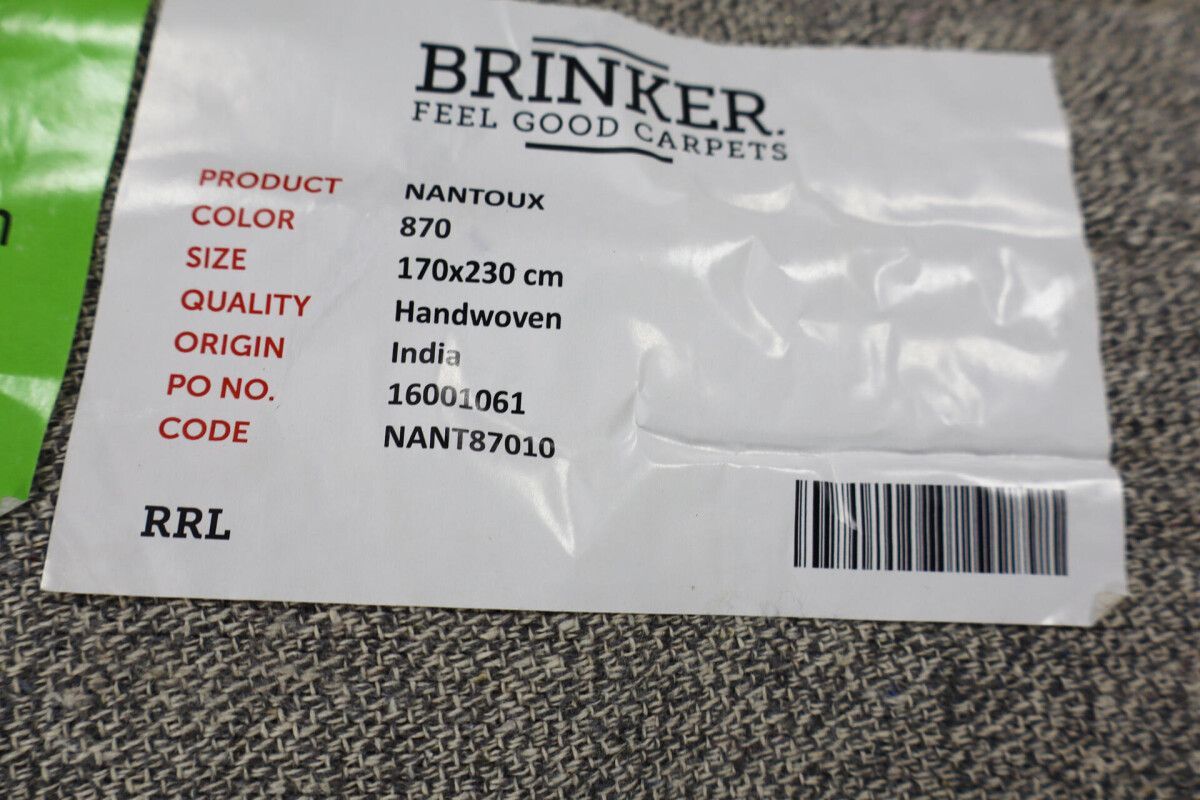 BRINKER.
FEEL GOOD CARPETS
PRODUCT NANTOUX
COLOR 870
SIZE 170x230 cm
QUALITY Handwoven
ORIGIN India
PO NO. 16001061
CODE NANT87010
RRL